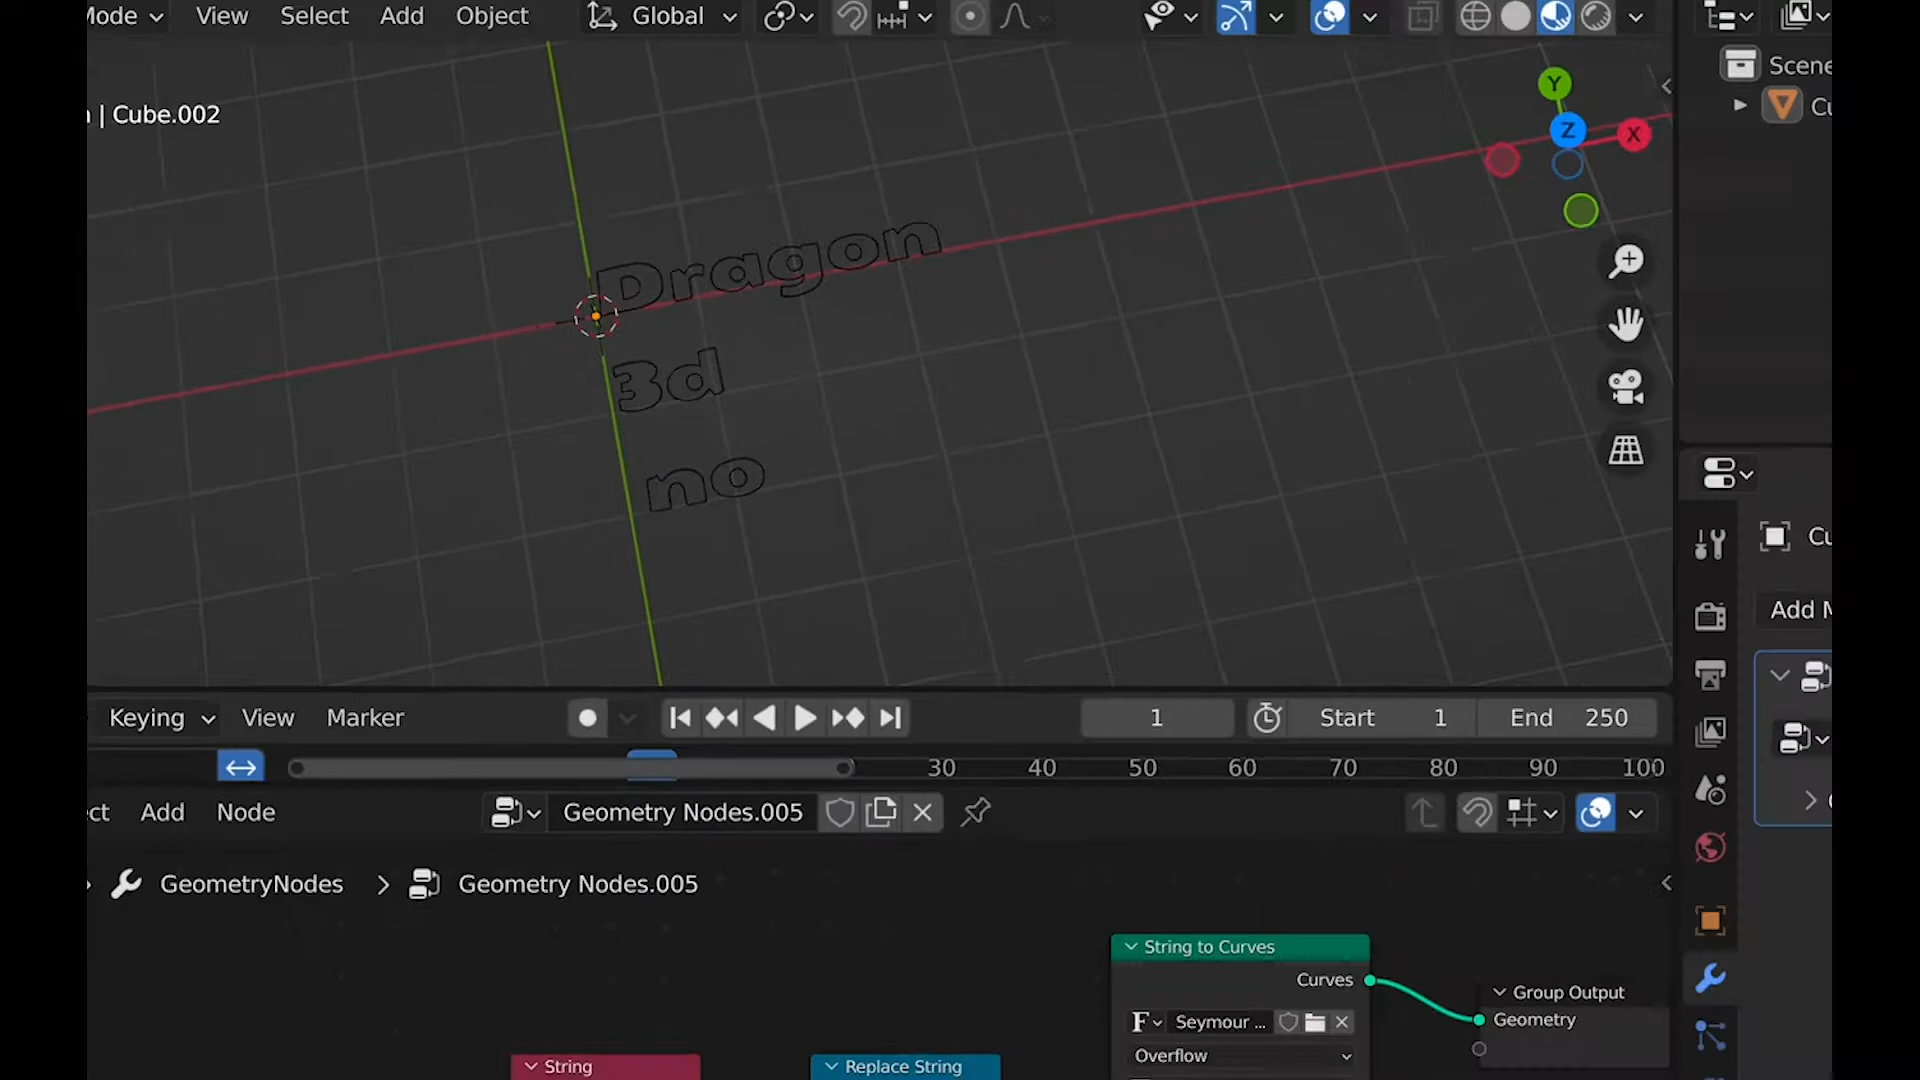 Mode View Select Add Object Global
Scene
| Cube.002
Y
Z
X
Dragon
3d
no
Add M
Keying View Marker 1 Start 1 End 250
30 40 50 60 70 80 90 100
Add Node Geometry Nodes.005
GeometryNodes > Geometry Nodes.005
String to Curves
Curves
Group Output
F Seymour ...
Geometry
Overflow
String
Replace String